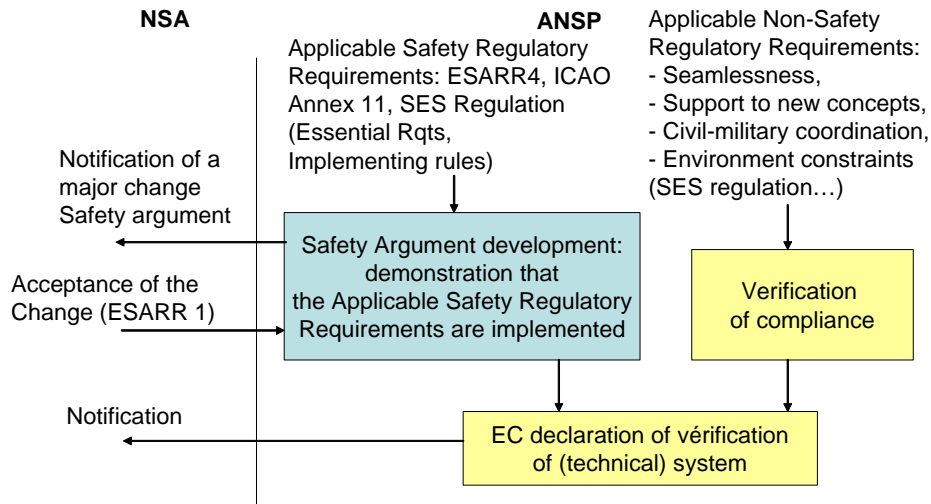 NSA
ANSP
Applicable Safety Regulatory
Requirements: ESARR4, ICAO
Annex 11, SES Regulation
(Essential Rqts,
Implementing rules)
Applicable Non-Safety
Regulatory Requirements:
- Seamlessness,
- Support to new concepts,
- Civil-military coordination,
- Environment constraints
(SES regulation…)
Notification of a
major change
Safety argument
Safety Argument development:
demonstration that
the Applicable Safety Regulatory
Requirements are implemented
Acceptance of the
Change (ESARR 1)
Verification
of compliance
Notification
EC declaration of vérification
of (technical) system